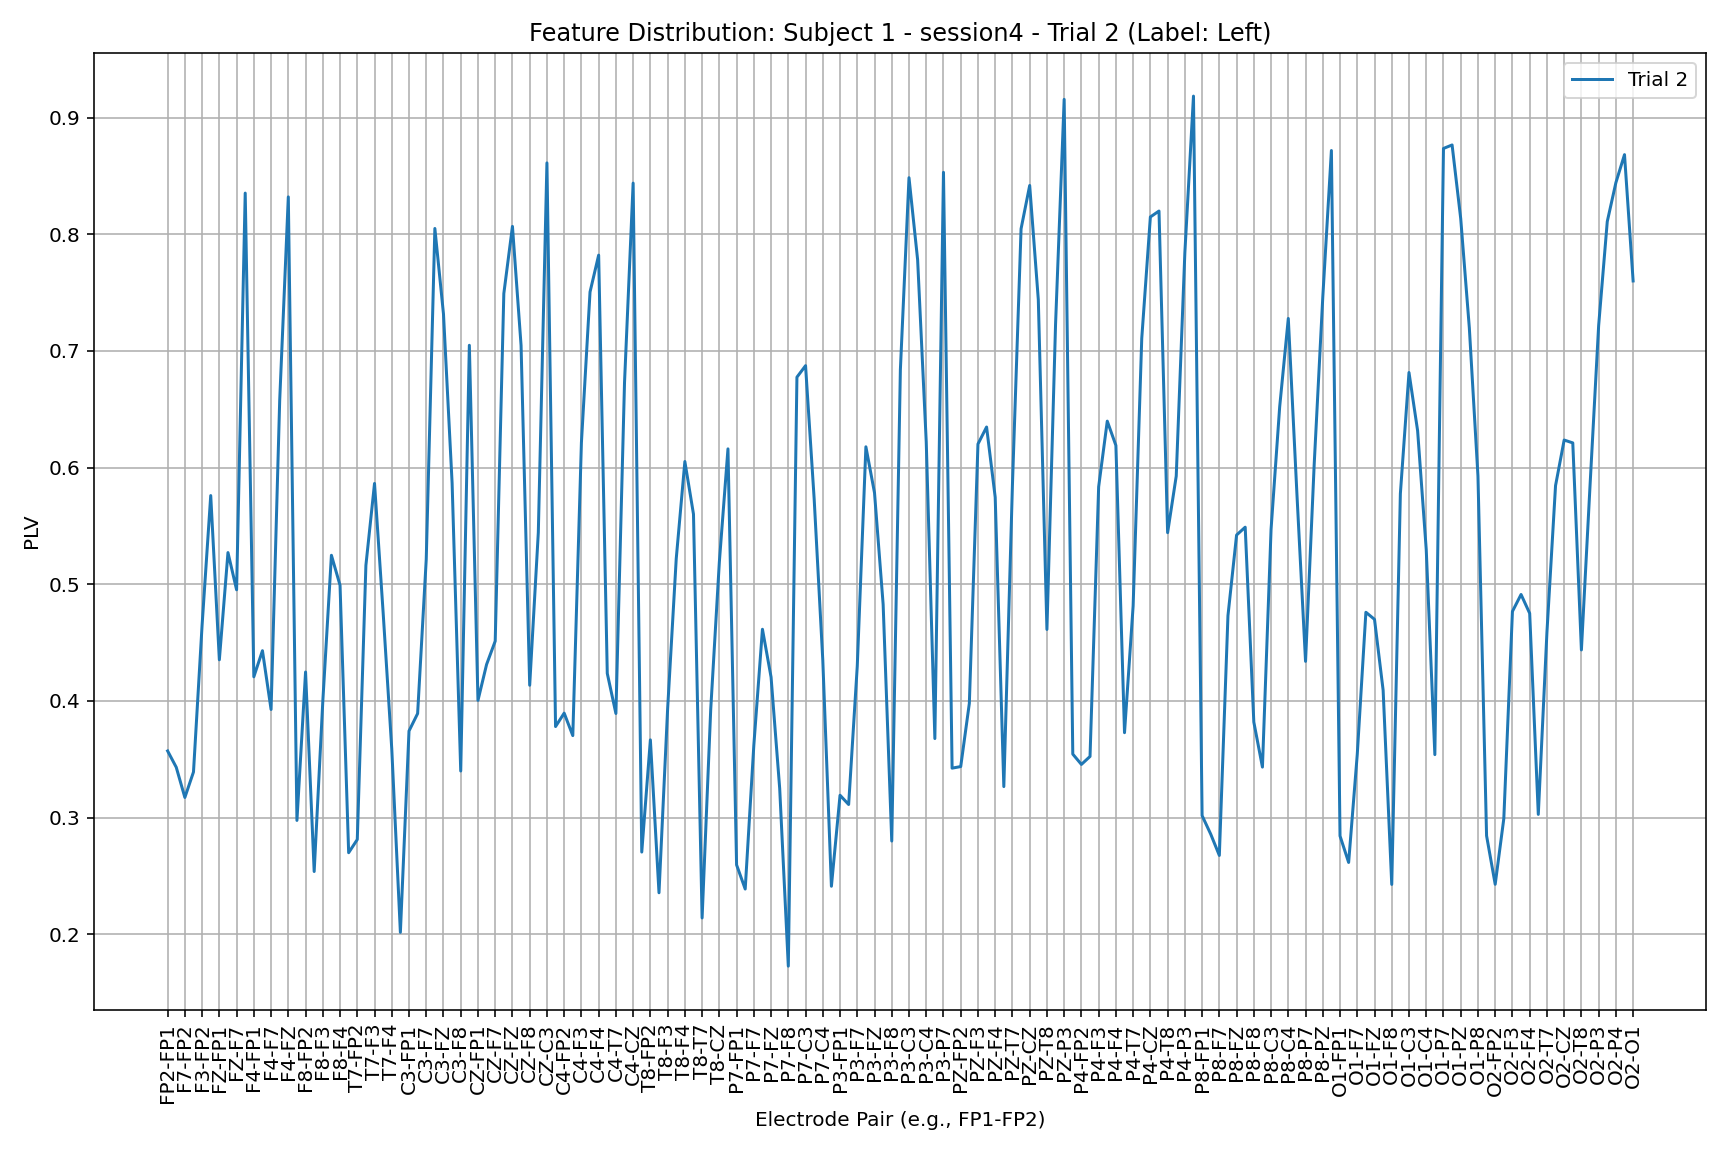 Feature Distribution: Subject 1 - session4 - Trial 2 (Label: Left)
Trial 2
PLV
0.9
0.8
0.7
0.6
0.5
0.4
0.3
0.2
FP2-FP1
F7-FP2
F3-FP2
FZ-FP1
FZ-F7
F4-FP1
F4-F7
F4-FZ
F8-FP2
F8-F3
F8-F4
T7-FP2
T7-F3
T7-F4
C3-FP1
C3-F7
C3-FZ
C3-F8
CZ-FP1
CZ-F7
CZ-FZ
CZ-F8
CZ-C3
C4-FP2
C4-F3
C4-F4
C4-T7
C4-CZ
T8-FP2
T8-F3
T8-F4
T8-T7
T8-CZ
P7-FP1
P7-F7
P7-FZ
P7-F8
P7-C3
P7-C4
P3-FP1
P3-F7
P3-FZ
P3-F8
P3-C3
P3-C4
P3-P7
PZ-FP2
PZ-F3
PZ-F4
PZ-T7
PZ-CZ
PZ-T8
PZ-P3
P4-FP2
P4-F3
P4-F4
P4-T7
P4-CZ
P4-T8
P4-P3
P8-FP1
P8-F7
P8-FZ
P8-F8
P8-C3
P8-C4
P8-P7
P8-PZ
O1-FP1
O1-F7
O1-FZ
O1-F8
O1-C3
O1-C4
O1-P7
O1-PZ
O1-P8
O2-FP2
O2-F3
O2-F4
O2-T7
O2-CZ
O2-T8
O2-P3
O2-P4
O2-O1
Electrode Pair (e.g., FP1-FP2)